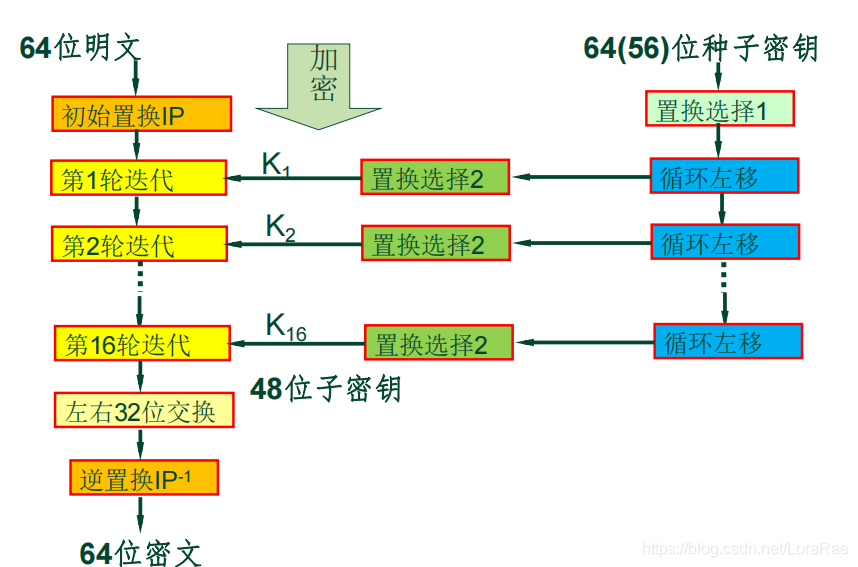 64位明文
加密
64(56)位种子密钥
初始置换IP
置换选择1
第1轮迭代
K1
置换选择2
循环左移
第2轮迭代
K2
置换选择2
循环左移
第16轮迭代
K16
置换选择2
循环左移
48位子密钥
左右32位交换
逆置换IP-1
64位密文
https://blog.csdn.net/LoraRae